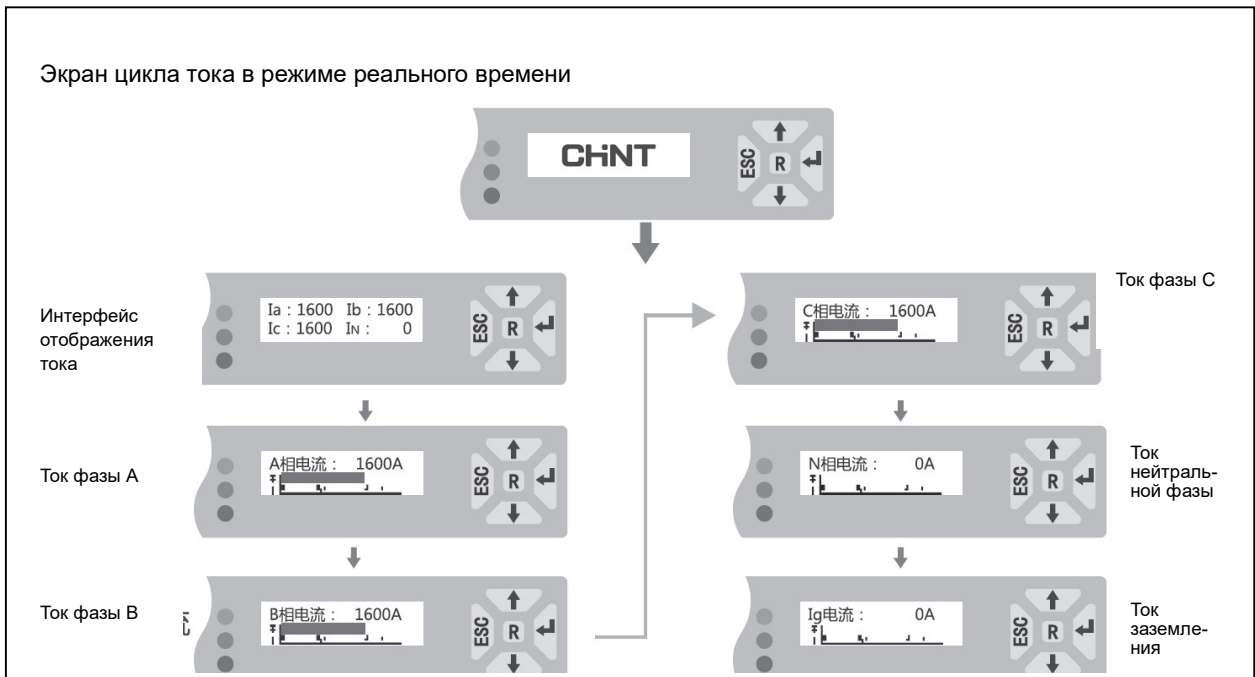 Экран цикла тока в режиме реального времени
CHiNT
ESC
R
Интерфейс
отображения
тока
Ia : 1600 Ib : 1600
Ic : 1600 IN : 0
ESC
R
Ток фазы A
A相电流 : 1600A
ESC
R
Ток фазы B
B相电流 : 1600A
ESC
R
Ток фазы C
C相电流 : 1600A
ESC
R
N相电流 : 0A
ESC
R
Ток
нейтраль-
ной фазы
Ig电流 : 0A
ESC
R
Ток
заземле-
ния